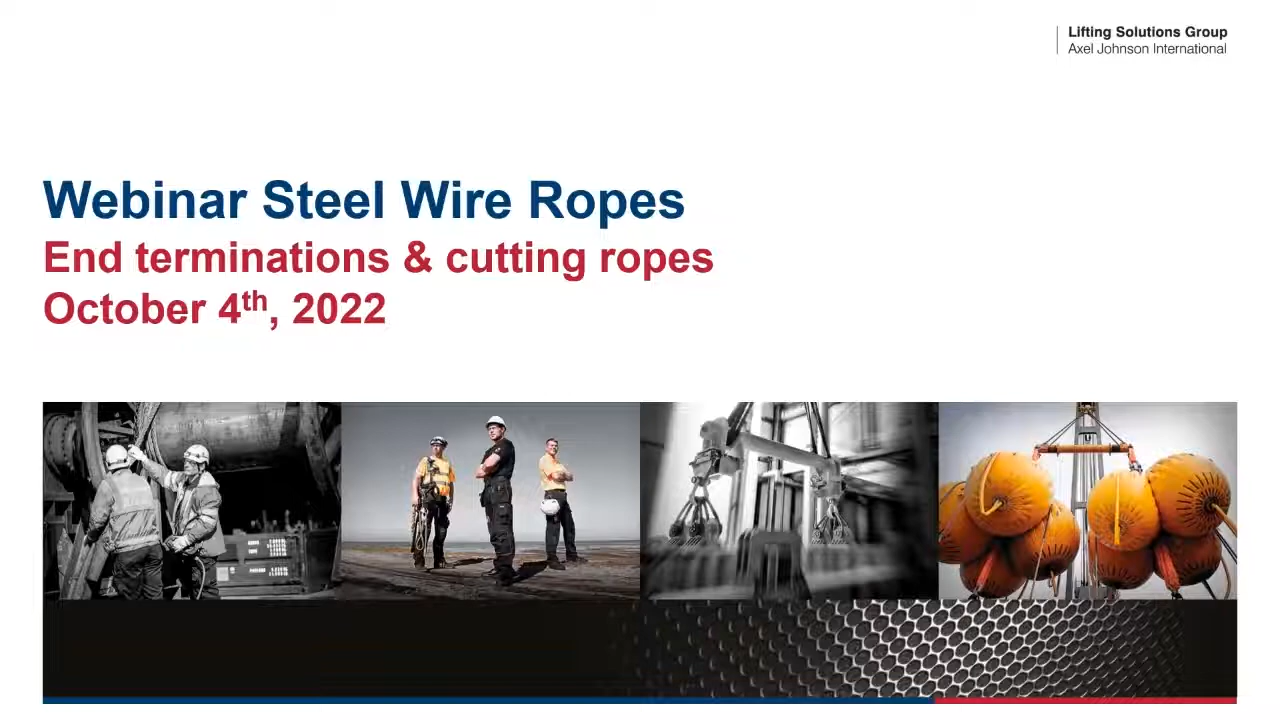 Lifting Solutions Group
Axel Johnson International
Webinar Steel Wire Ropes
End terminations & cutting ropes
October 4th, 2022